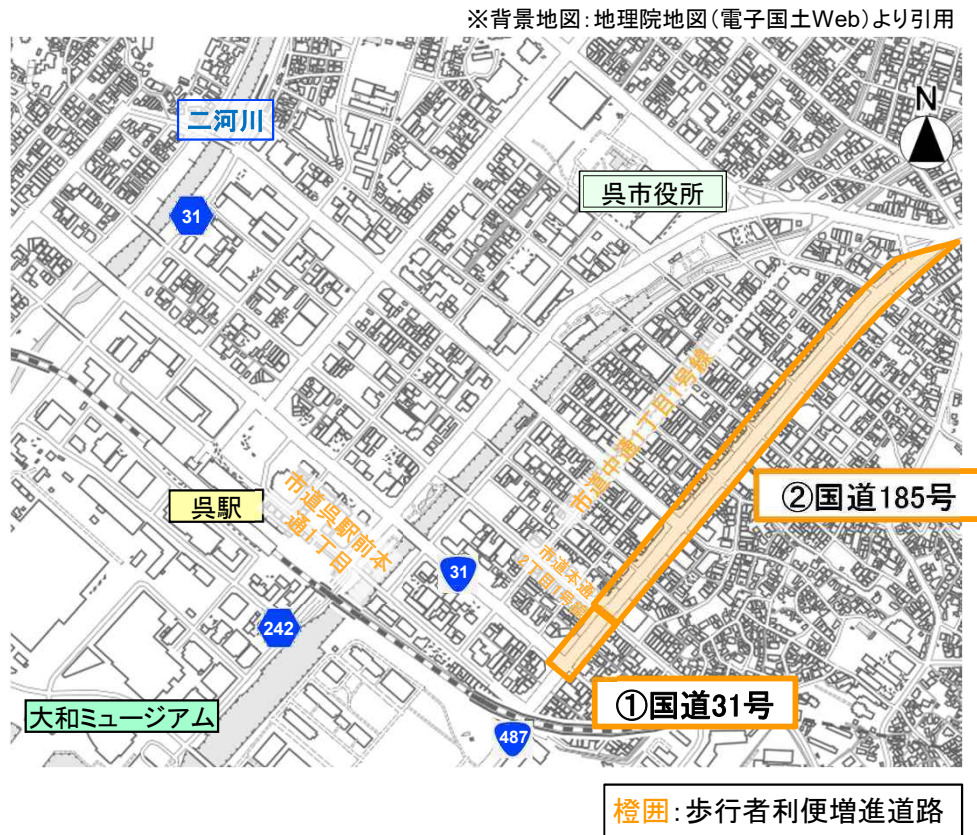 ※背景地図：地理院地図（電子国土Web）より引用
二河川
N
呉市役所
31
市道中通1丁目1号線
②国道185号
呉駅
市道呉駅前本
通1丁目
市道本通
2丁目1号線
31
242
①国道31号
大和ミュージアム
487
橙囲：歩行者利便増進道路